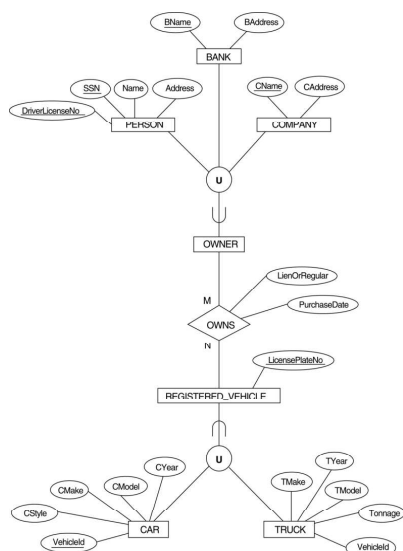 BName BAddress
BANK
SSN Name Address
CName CAddress
DriverLicenseNo
PERSON COMPANY
U
OWNER
LienOrRegular
M
PurchaseDate
OWNS
N
LicensePlateNo
REGISTERED_VEHICLE
U
CYear TYear
CModel TMake
CMake TModel
CStyle Tonnage
CAR TRUCK
VehicleId VehicleId